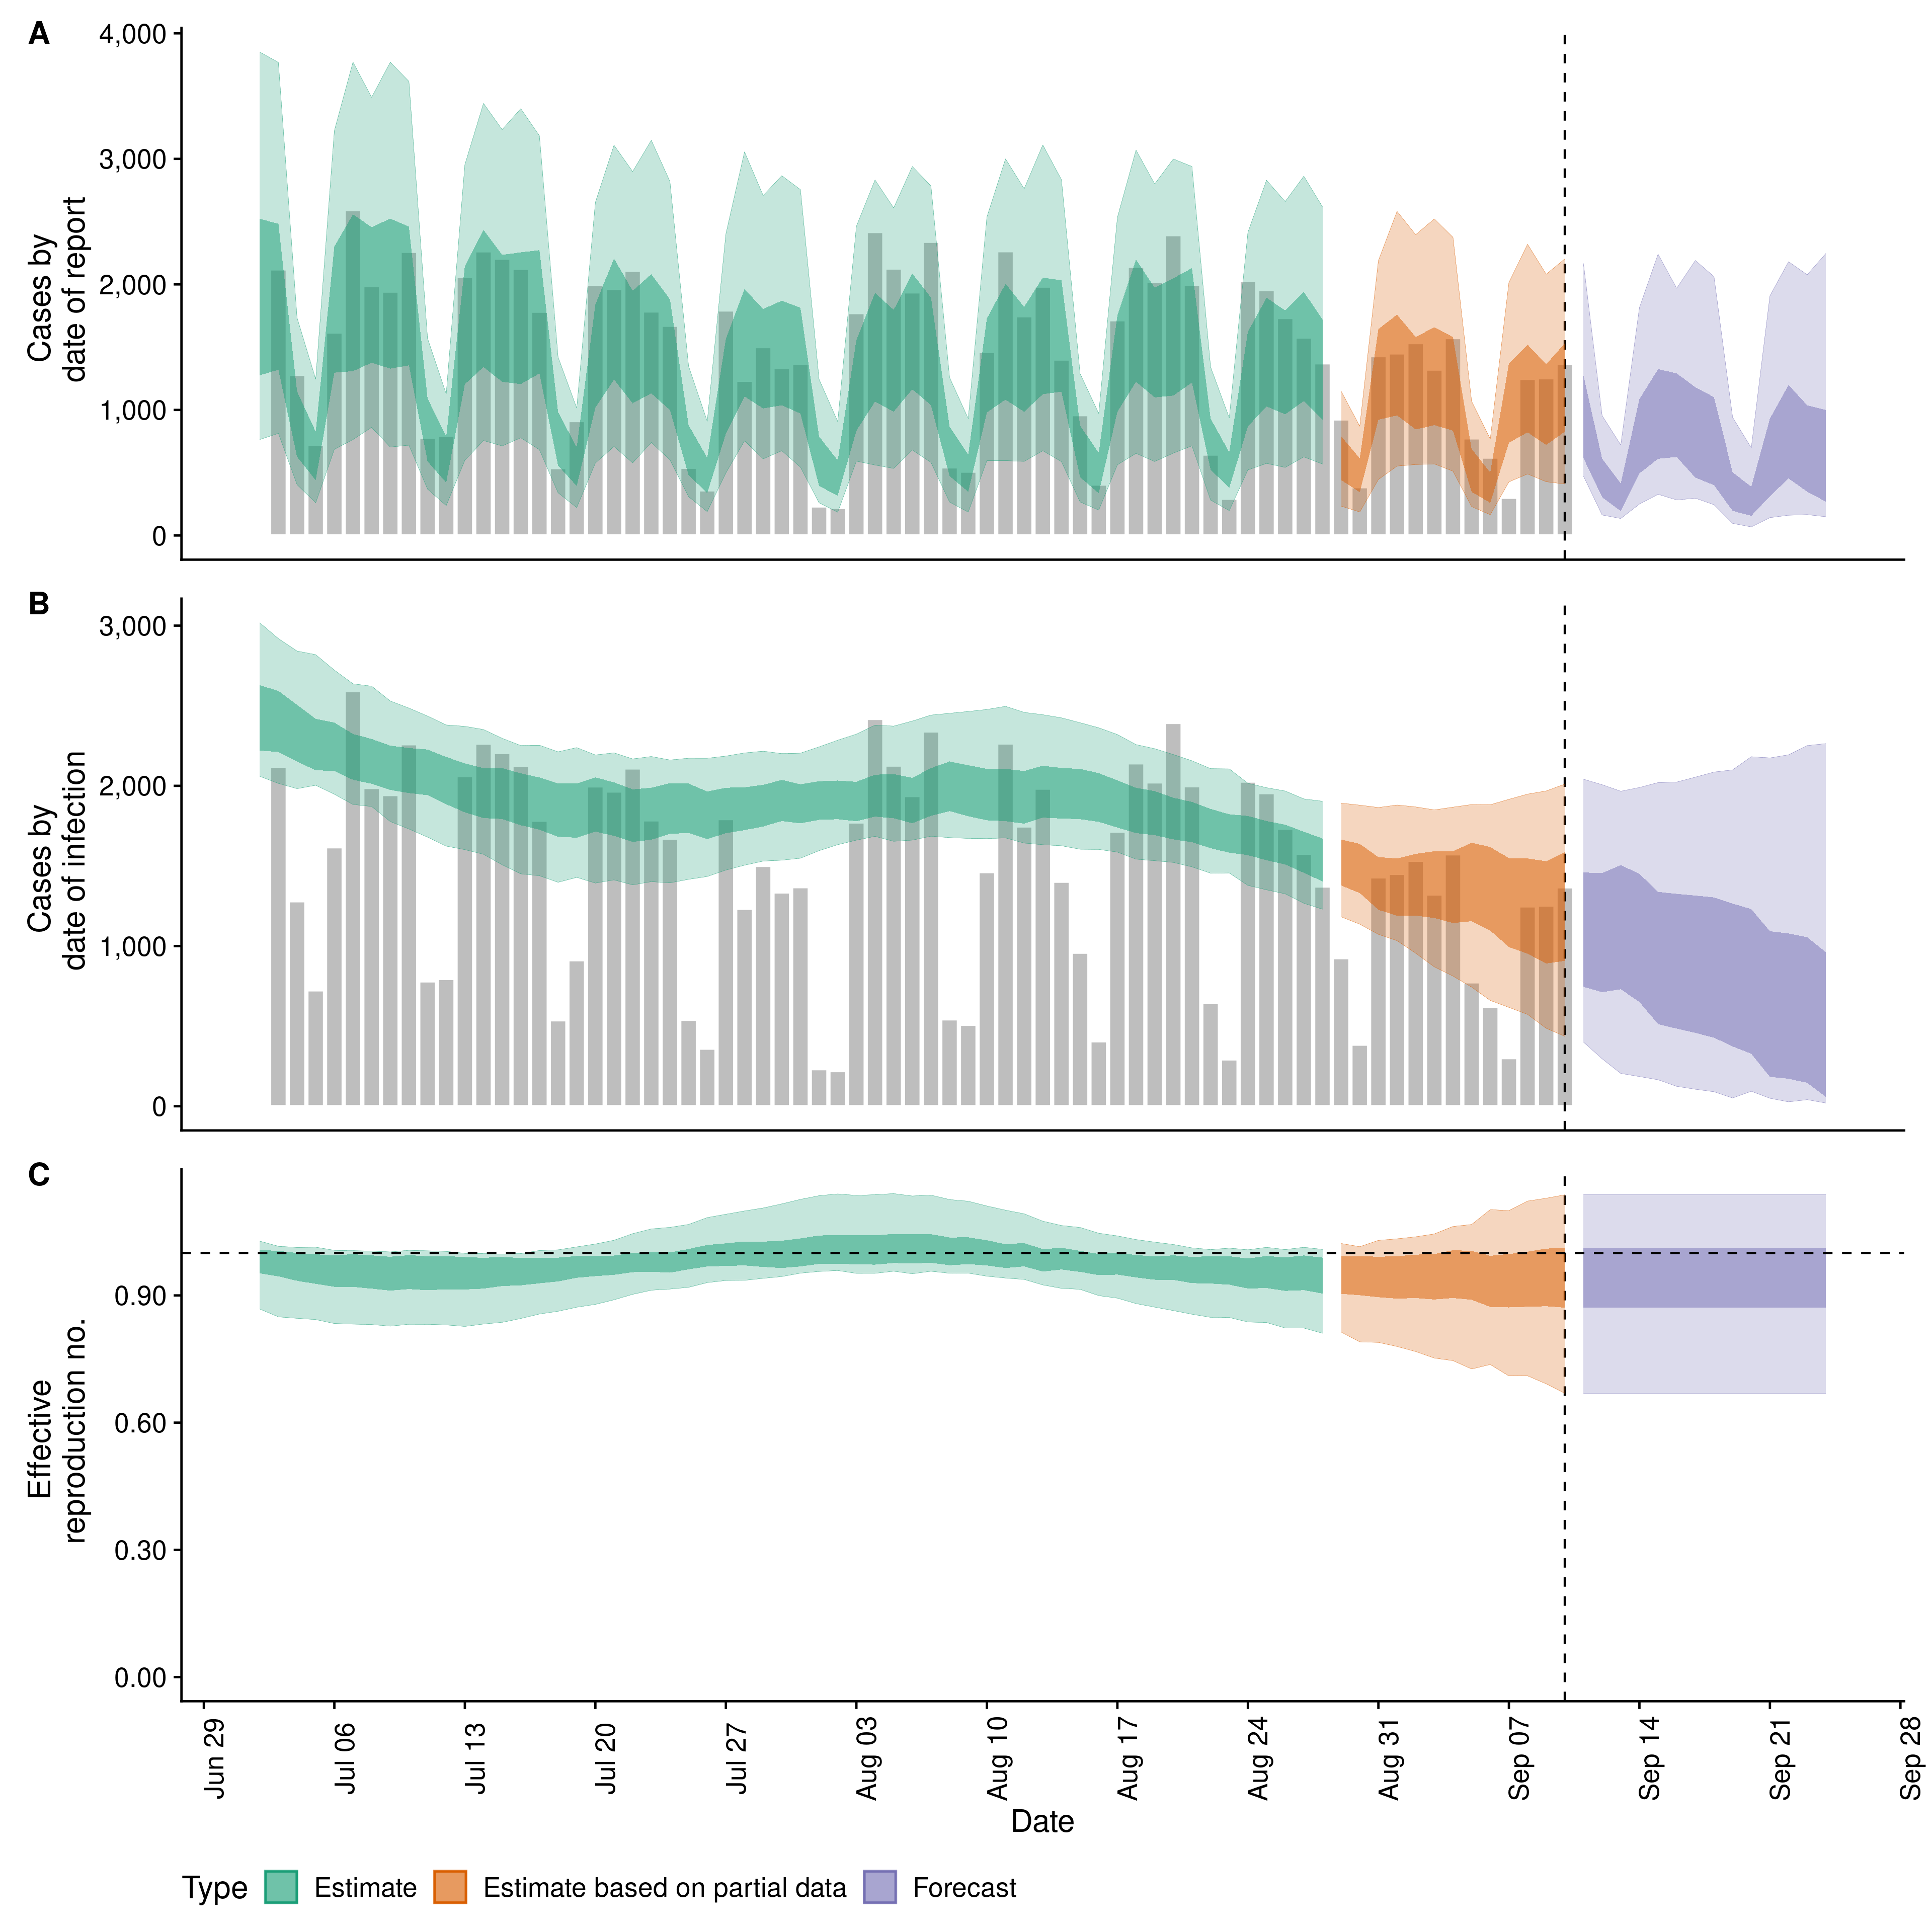 A
Cases by
date of report
4,000
3,000
2,000
1,000
0
B
Cases by
date of infection
3,000
2,000
1,000
0
C
Effective
reproduction no.
0.90
0.60
0.30
0.00
Jun 29
Jul 06
Jul 13
Jul 20
Jul 27
Aug 03
Aug 10
Aug 17
Aug 24
Aug 31
Sep 07
Sep 14
Sep 21
Sep 28
Date
Type Estimate Estimate based on partial data Forecast